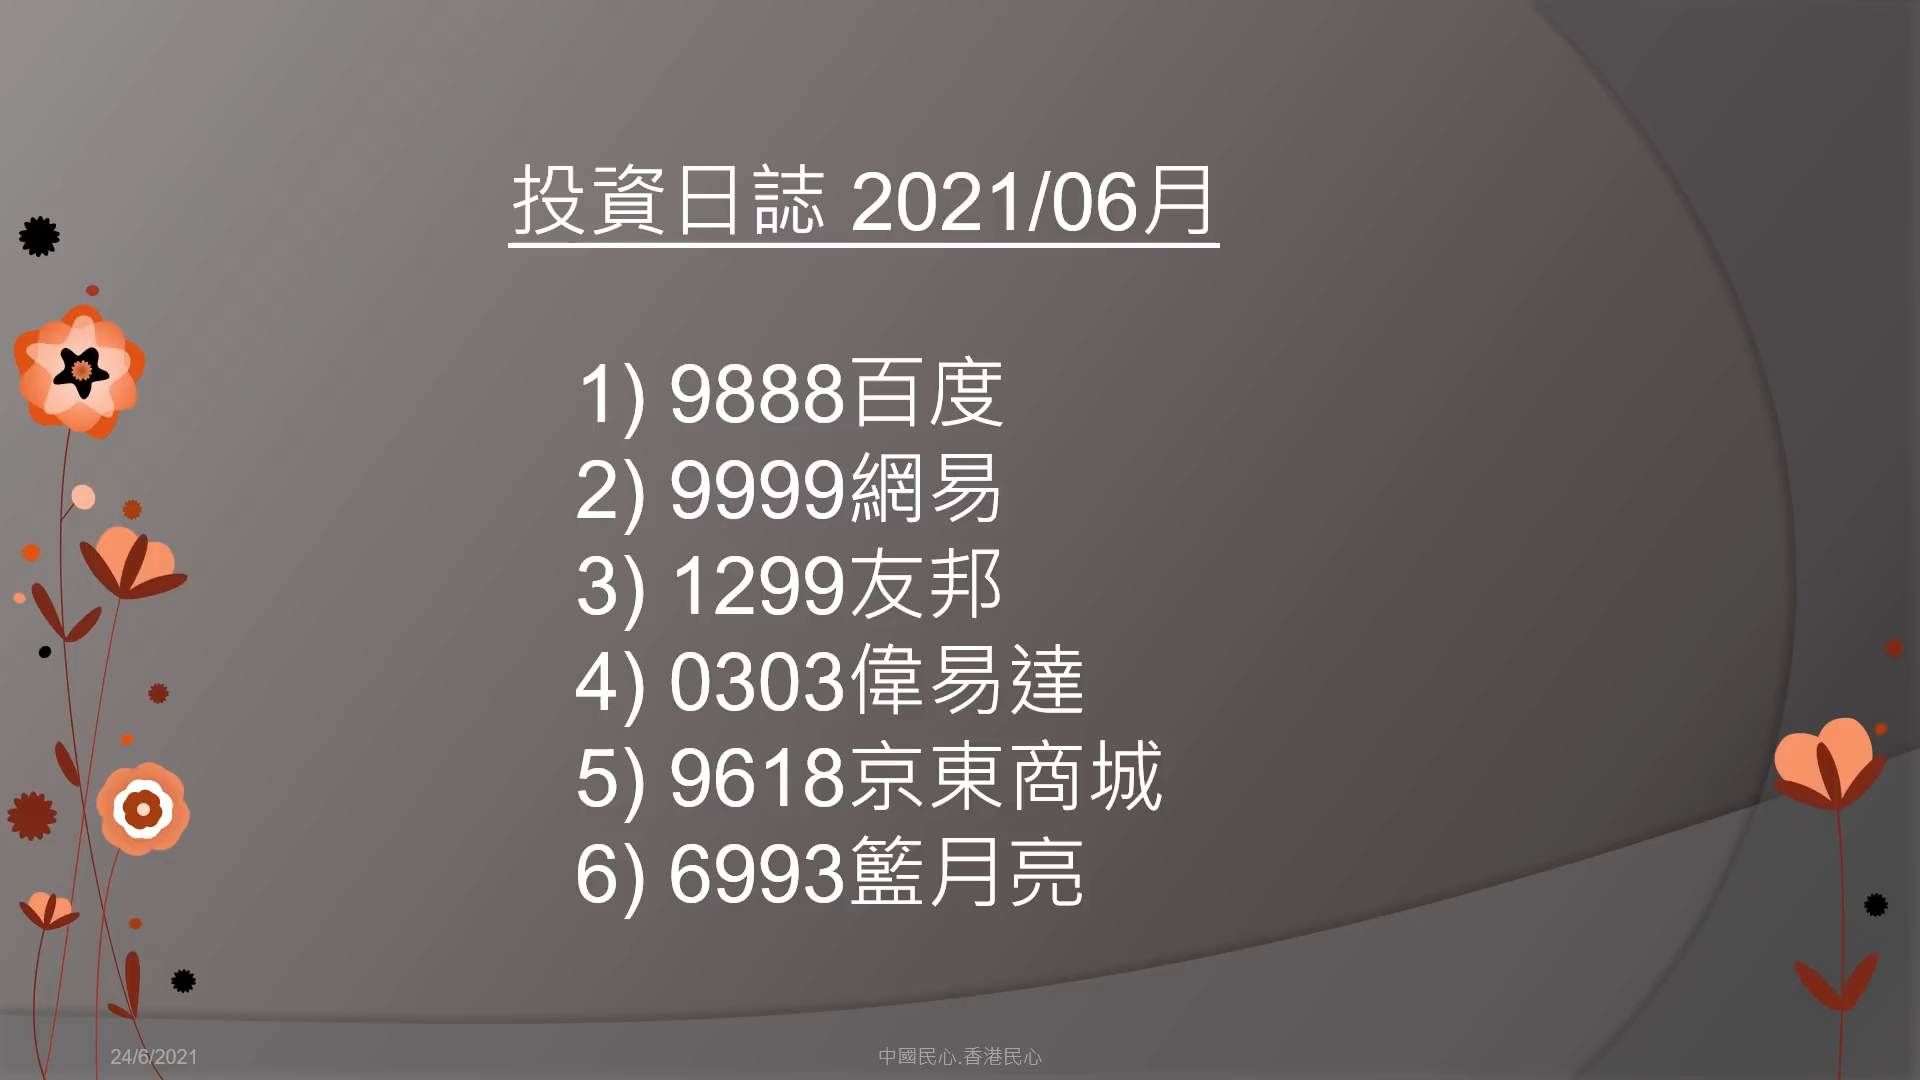 投資日誌 2021/06月
1) 9888百度
2) 9999網易
3) 1299友邦
4) 0303偉易達
5) 9618京東商城
6) 6993籃月亮
24/6/2021
中國民心.香港民心